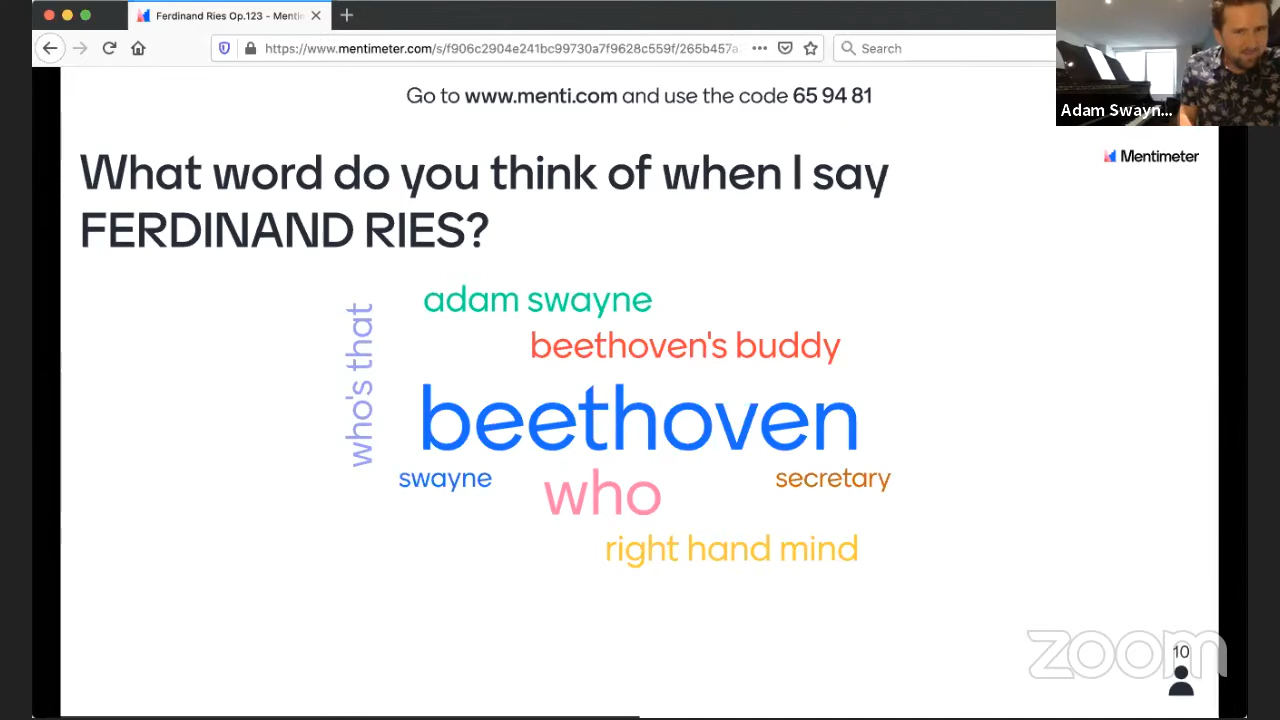 Ferdinand Ries Op.123 - Menti
https://www.mentimeter.com/s/f906c2904e241bc99730a7f9628c559f/265b457a
Search
Adam Swayn...
Go to www.menti.com and use the code 65 94 81
Mentimeter
What word do you think of when I say
FERDINAND RIES?
adam swayne
who's that
beethoven's buddy
beethoven
swayne
who
secretary
right hand mind
zoom
10